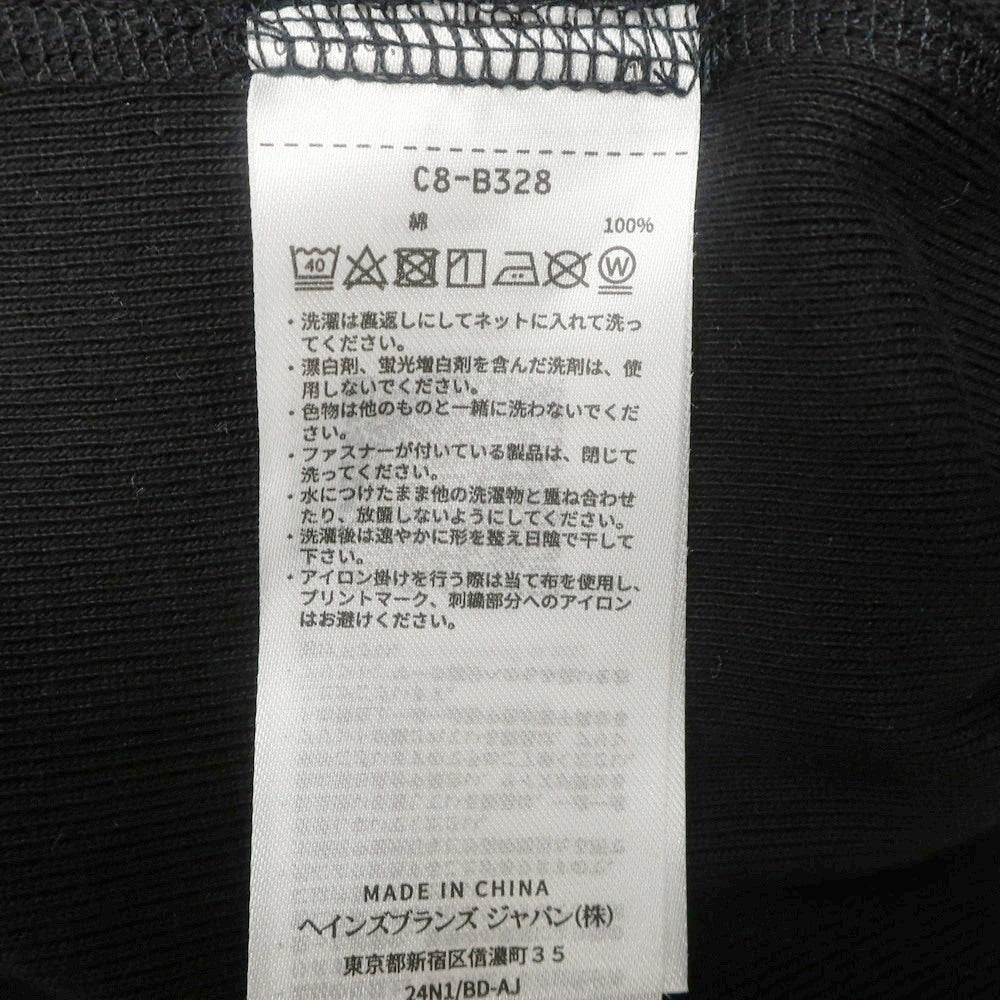 C8-B328
綿 100%
40 W
・洗濯は裏返しにしてネットに入れて洗っ
てください。
・漂白剤、蛍光増白剤を含んだ洗剤は、使
用しないでください。
・色物は他のものと一緒に洗わないでくだ
さい。
・ファスナーが付いている製品は、閉じて
洗ってください。
・水につけたまま他の洗濯物と重ね合わせ
たり、放置しないようにしてください。
・洗濯後は速やかに形を整え日陰で干して
下さい。
・アイロン掛けを行う際は当て布を使用し、
プリントマーク、刺繍部分へのアイロン
はお避けください。
MADE IN CHINA
ヘインズブランズ ジャパン(株)
東京都新宿区信濃町35
24N1/BD-AJ